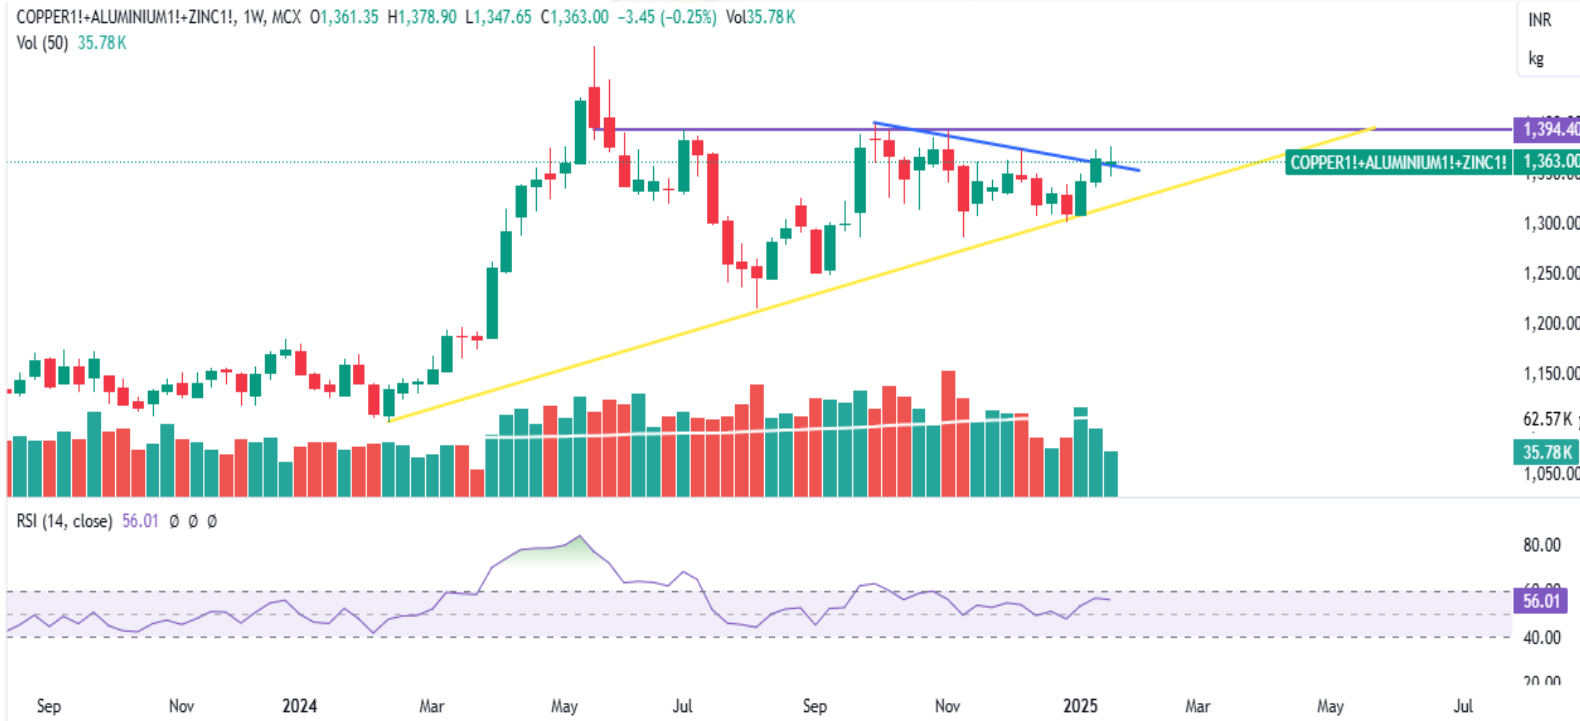 COPPER1!+ALUMINIUM1!+ZINC1!, 1W, MCX O1,361.35 H1,378.90 L1,347.65 C1,363.00 −3.45 (−0.25%) Vol35.78 K
Vol (50) 35.78 K
INR
kg
1,394.40
COPPER1!+ALUMINIUM1!+ZINC1! 1,363.00
1,300.00
1,250.00
1,200.00
1,150.00
62.57 K
35.78 K
1,050.00
RSI (14, close) 56.01 Ø Ø Ø
80.00
56.01
40.00
20.00
Sep Nov 2024 Mar May Jul Sep Nov 2025 Mar May Jul